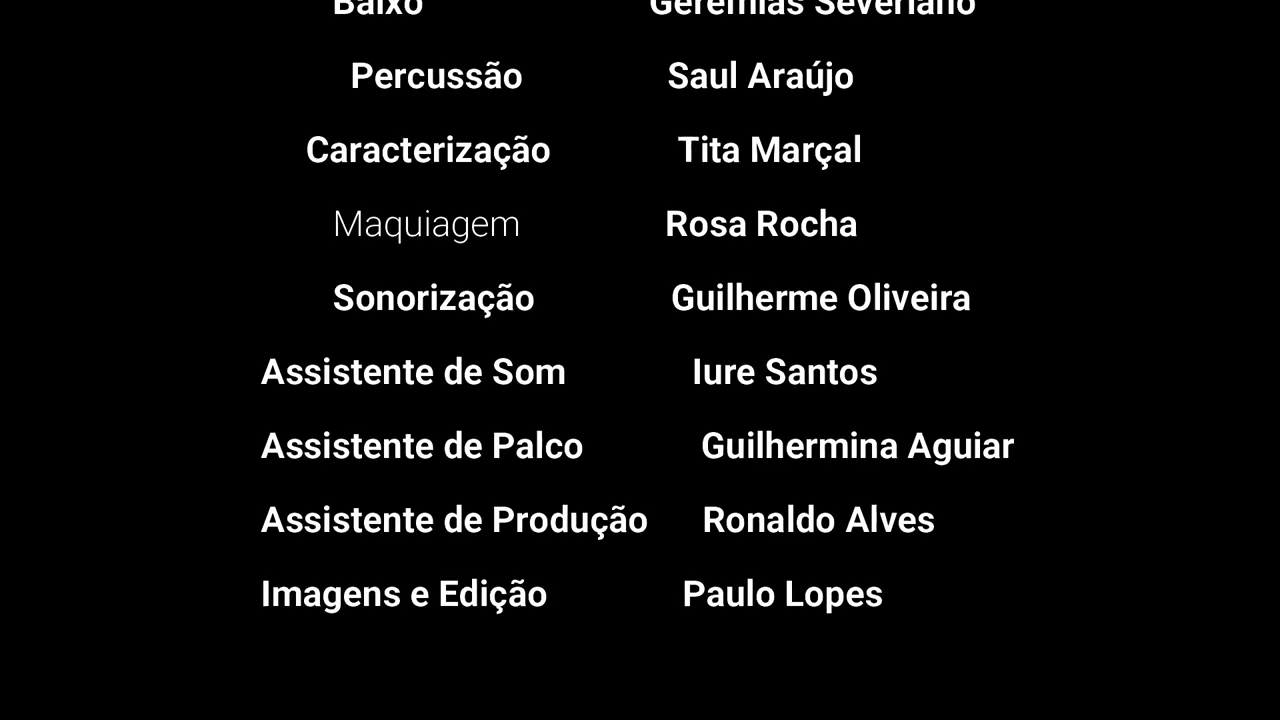 Baixo Geremias Severiano
Percussão Saul Araújo
Caracterização Tita Marçal
Maquiagem Rosa Rocha
Sonorização Guilherme Oliveira
Assistente de Som Iure Santos
Assistente de Palco Guilhermina Aguiar
Assistente de Produção Ronaldo Alves
Imagens e Edição Paulo Lopes